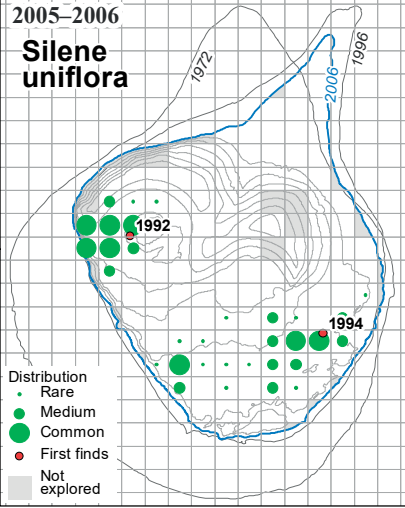 2005–2006
Silene
uniflora
1972
1996
2006
1992
1994
Distribution
Rare
Medium
Common
First finds
Not
explored